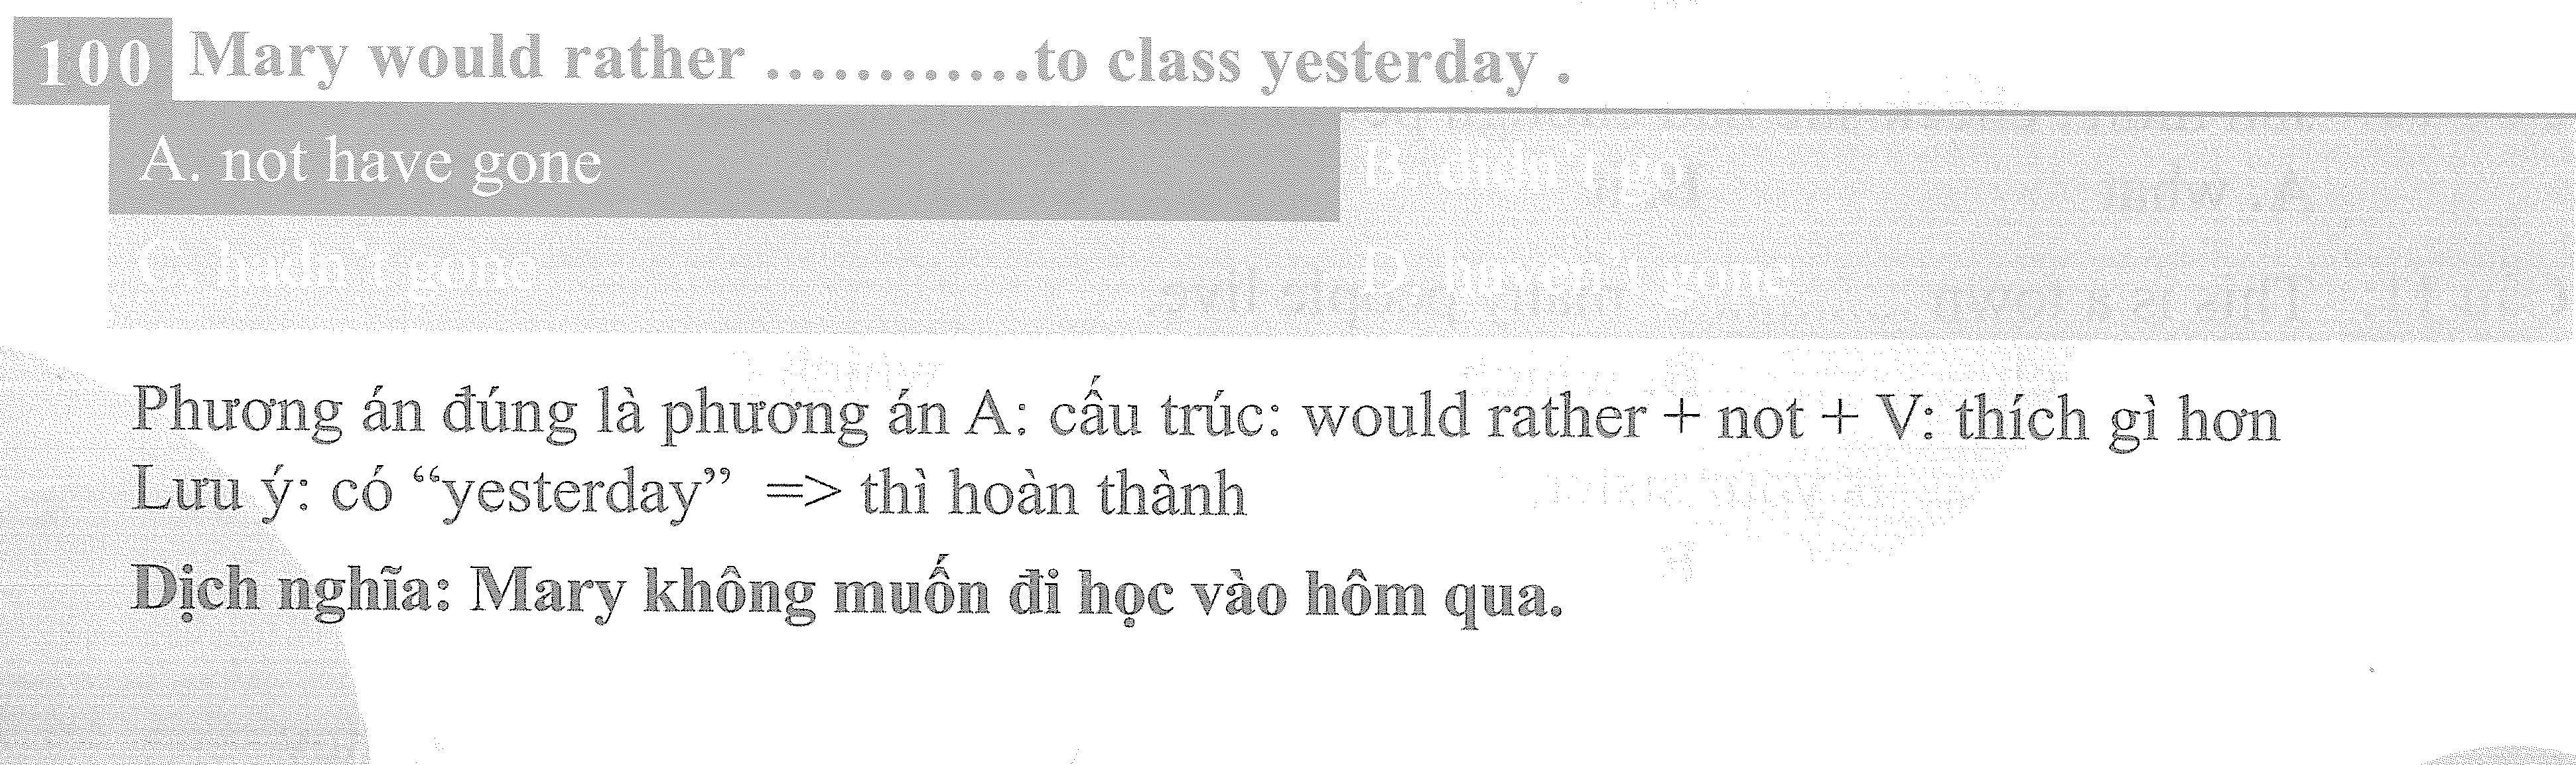 100 Mary would rather ............to class yesterday .
A. not have gone B. didn't go
C. hadn't gone D. haven't gone
Phương án đúng là phương án A: cấu trúc: would rather + not + V: thích gì hơn
Lưu ý: có “yesterday” => thì hoàn thành
Dịch nghĩa: Mary không muốn đi học vào hôm qua.